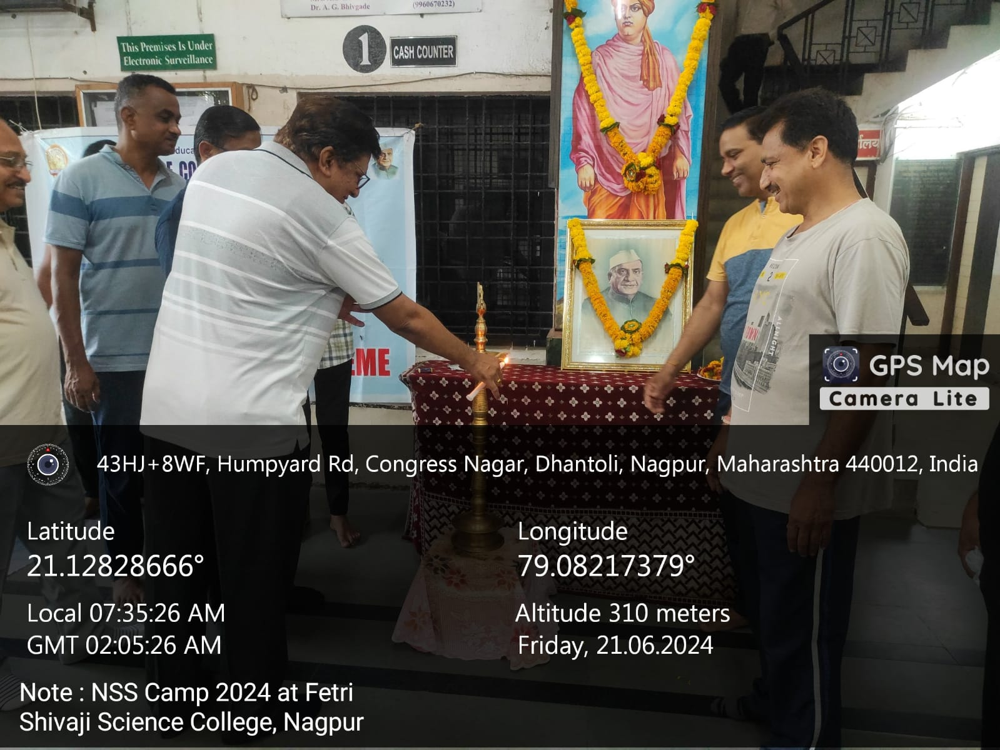 Dr. A. G. Bhivgade (9960670232)
This Premises Is Under
Electronic Surveillance
1 CASH COUNTER
EME
GPS Map
Camera Lite
43HJ+8WF, Humpyard Rd, Congress Nagar, Dhantoli, Nagpur, Maharashtra 440012, India
Latitude
21.12828666°
Longitude
79.08217379°
Local 07:35:26 AM
GMT 02:05:26 AM
Altitude 310 meters
Friday, 21.06.2024
Note : NSS Camp 2024 at Fetri
Shivaji Science College, Nagpur